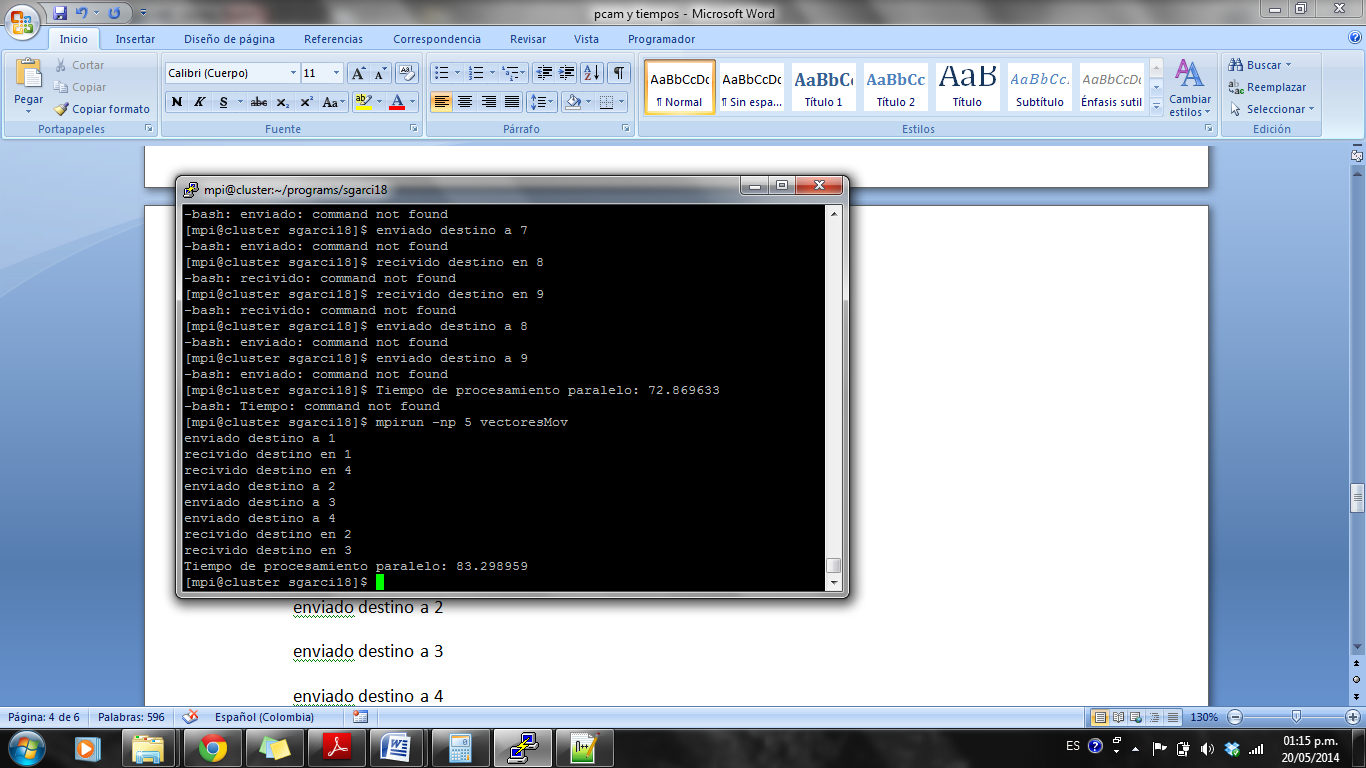 pcam y tiempos - Microsoft Word
Inicio Insertar Diseño de página Referencias Correspondencia Revisar Vista Programador
Pegar
Cortar
Copiar
Copiar formato
Portapapeles
Calibri (Cuerpo) 11
N K S abc x₂ x² Aa
Fuente
Párrafo
AaBbCcDc AaBbCcDc AaBbCc AaBbCc AaB AaBbCc. AaBbCcDc
¶ Normal ¶ Sin espa... Título 1 Título 2 Título Subtítulo Énfasis sutil
Cambiar estilos
Estilos
Buscar
Reemplazar
Seleccionar
Edición
mpi@cluster:~/programs/sgarci18
-bash: enviado: command not found
[mpi@cluster sgarci18]$ enviado destino a 7
-bash: enviado: command not found
[mpi@cluster sgarci18]$ recivido destino en 8
-bash: recivido: command not found
[mpi@cluster sgarci18]$ recivido destino en 9
-bash: recivido: command not found
[mpi@cluster sgarci18]$ enviado destino a 8
-bash: enviado: command not found
[mpi@cluster sgarci18]$ enviado destino a 9
-bash: enviado: command not found
[mpi@cluster sgarci18]$ Tiempo de procesamiento paralelo: 72.869633
-bash: Tiempo: command not found
[mpi@cluster sgarci18]$ mpirun -np 5 vectoresMov
enviado destino a 1
recivido destino en 1
recivido destino en 4
enviado destino a 2
enviado destino a 3
enviado destino a 4
recivido destino en 2
recivido destino en 3
Tiempo de procesamiento paralelo: 83.298959
[mpi@cluster sgarci18]$
enviado destino a 2
enviado destino a 3
enviado destino a 4
Página: 4 de 6 Palabras: 596 Español (Colombia) 130%
ES 01:15 p.m.
20/05/2014